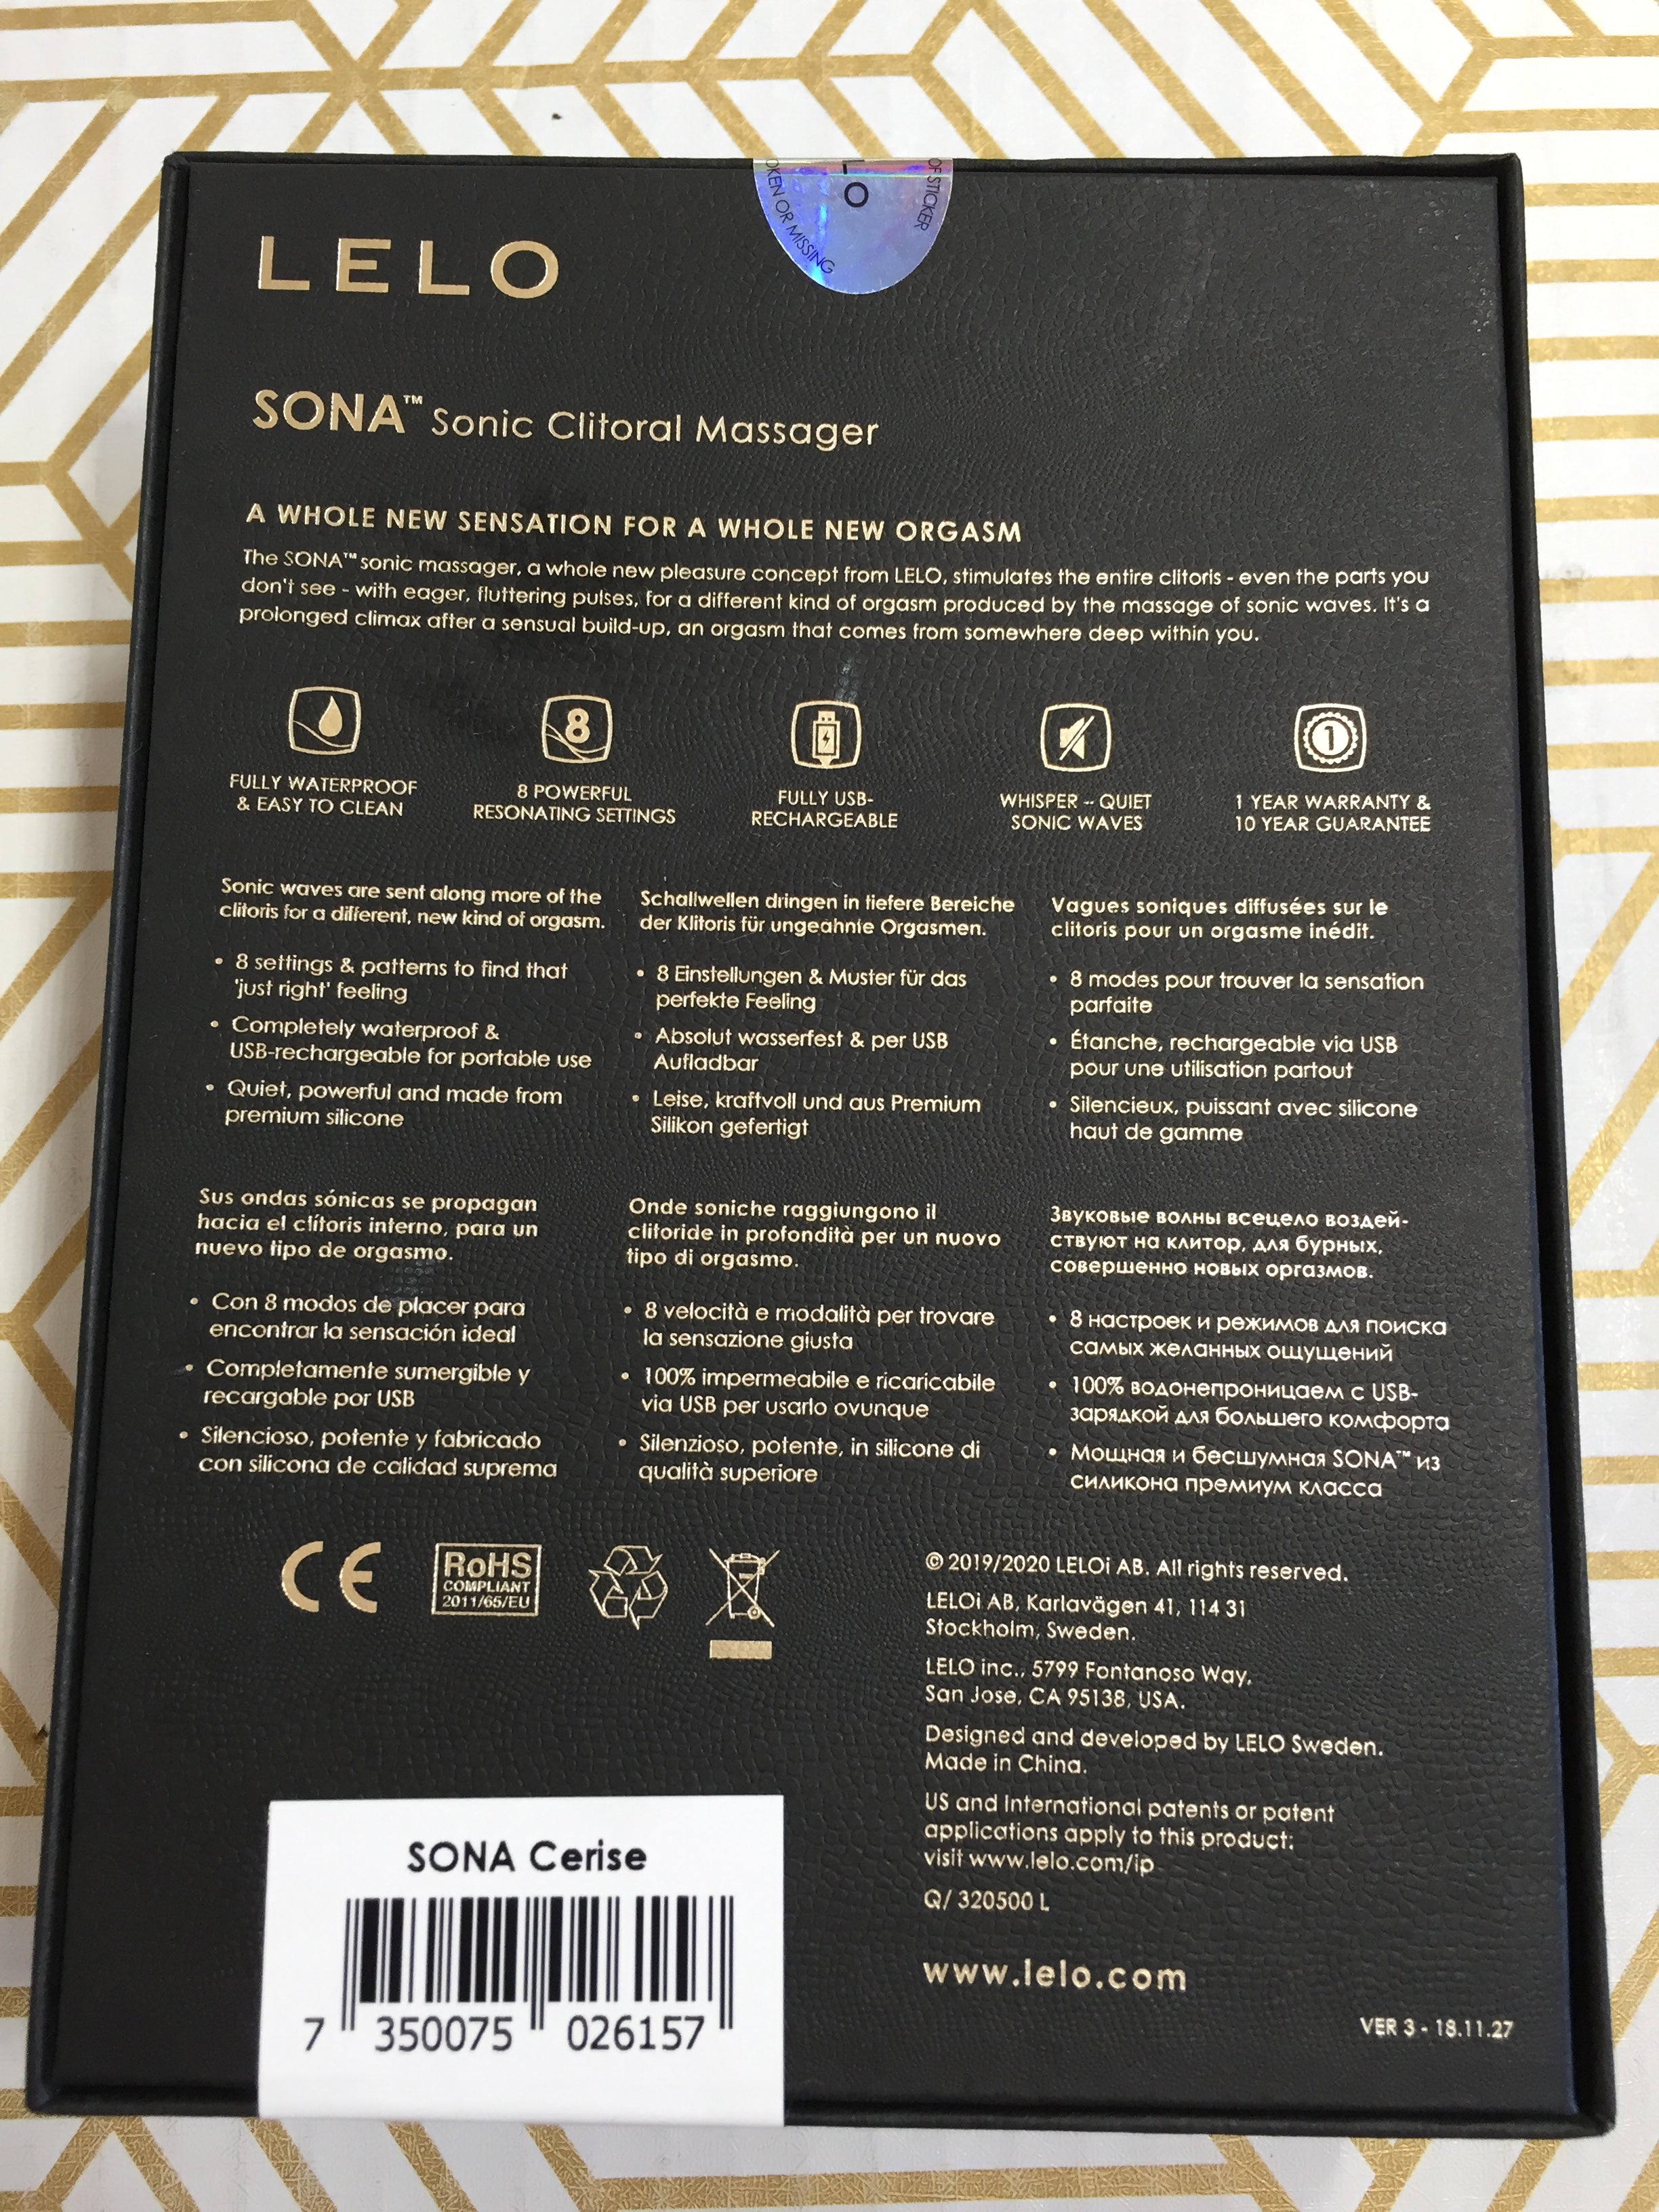 OF STICKER
LO
OKEN OR MISSING
LELO
SONA™ Sonic Clitoral Massager
A WHOLE NEW SENSATION FOR A WHOLE NEW ORGASM
The SONA™ sonic massager, a whole new pleasure concept from LELO, stimulates the entire clitoris - even the parts you
don't see - with eager, fluttering pulses, for a different kind of orgasm produced by the massage of sonic waves. It's a
prolonged climax after a sensual build-up, an orgasm that comes from somewhere deep within you.
8
1
FULLY WATERPROOF
& EASY TO CLEAN
8 POWERFUL
RESONATING SETTINGS
FULLY USB-
RECHARGEABLE
WHISPER -- QUIET
SONIC WAVES
1 YEAR WARRANTY &
10 YEAR GUARANTEE
Sonic waves are sent along more of the
clitoris for a different, new kind of orgasm.
• 8 settings & patterns to find that
'just right' feeling
• Completely waterproof &
USB-rechargeable for portable use
• Quiet, powerful and made from
premium silicone
Schallwellen dringen in tiefere Bereiche
der Klitoris für ungeahnte Orgasmen.
• 8 Einstellungen & Muster für das
perfekte Feeling
• Absolut wasserfest & per USB
Aufladbar
• Leise, kraftvoll und aus Premium
Silikon gefertigt
Vagues soniques diffusées sur le
clitoris pour un orgasme inédit.
• 8 modes pour trouver la sensation
parfaite
• Étanche, rechargeable via USB
pour une utilisation partout
• Silencieux, puissant avec silicone
haut de gamme
Sus ondas sónicas se propagan
hacia el clítoris interno, para un
nuevo tipo de orgasmo.
• Con 8 modos de placer para
encontrar la sensación ideal
• Completamente sumergible y
recargable por USB
• Silencioso, potente y fabricado
con silicona de calidad suprema
Onde soniche raggiungono il
clitoride in profondità per un nuovo
tipo di orgasmo.
• 8 velocità e modalità per trovare
la sensazione giusta
• 100% impermeabile e ricaricabile
via USB per usarlo ovunque
• Silenzioso, potente, in silicone di
qualità superiore
Звуковые волны всецело воздей-
ствуют на клитор, для бурных,
совершенно новых оргазмов.
• 8 настроек и режимов для поиска
самых желанных ощущений
• 100% водонепроницаем с USB-
зарядкой для большего комфорта
• Мощная и бесшумная SONA™ из
силикона премиум класса
CE
RoHS
COMPLIANT
2011/65/EU
© 2019/2020 LELOi AB. All rights reserved.
LELOi AB, Karlavägen 41, 114 31
Stockholm, Sweden.
LELO inc., 5799 Fontanoso Way,
San Jose, CA 95138, USA.
Designed and developed by LELO Sweden.
Made in China.
US and International patents or patent
applications apply to this product:
visit www.lelo.com/ip
Q/ 320500 L
www.lelo.com
VER 3 - 18.11.27
SONA Cerise
7 350075 026157